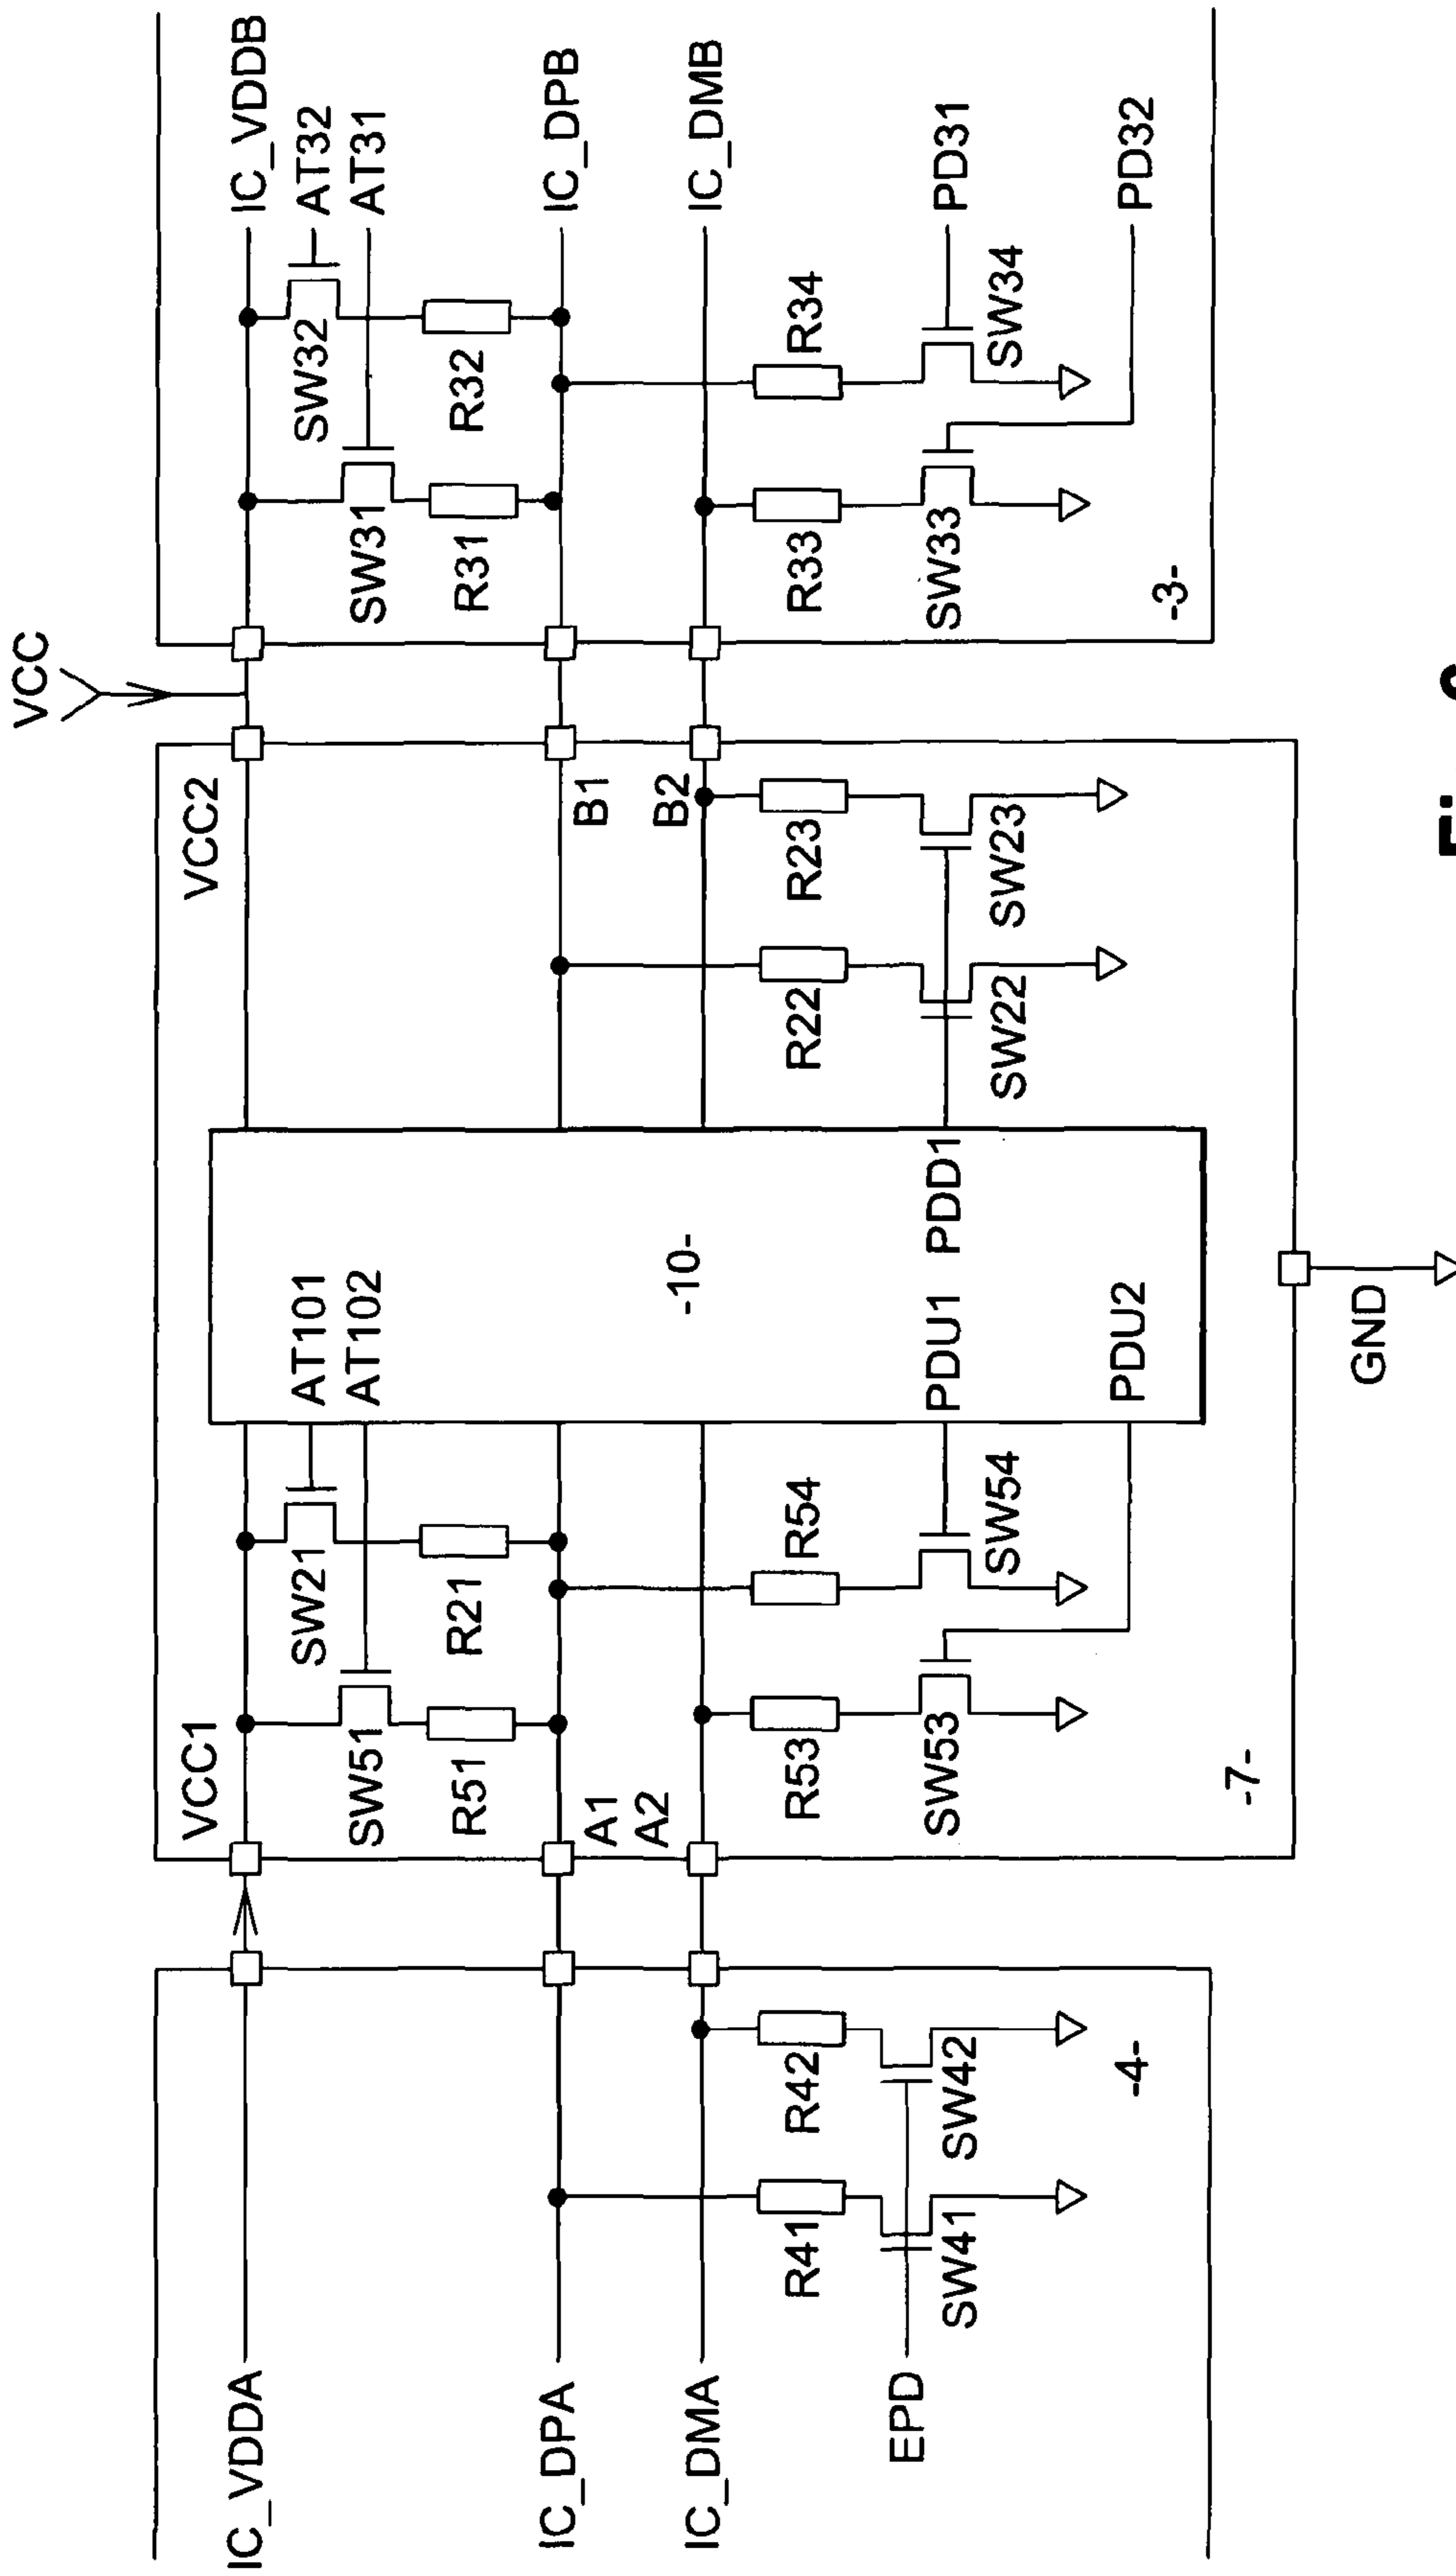 VCC
IC_VDDA
VCC1
AT101
AT102
SW21
SW51
R21
R51
VCC2
IC_VDDB
AT32
AT31
SW32
SW31
R32
R31
IC_DPA
A1
A2
B1
B2
IC_DPB
IC_DMA
IC_DMB
-10-
R41
R42
R53
R54
R22
R23
R33
R34
EPD
SW41
SW42
SW53
SW54
PDU1
PDD1
PDU2
SW22
SW23
SW33
SW34
PD31
PD32
-4-
-7-
-3-
GND